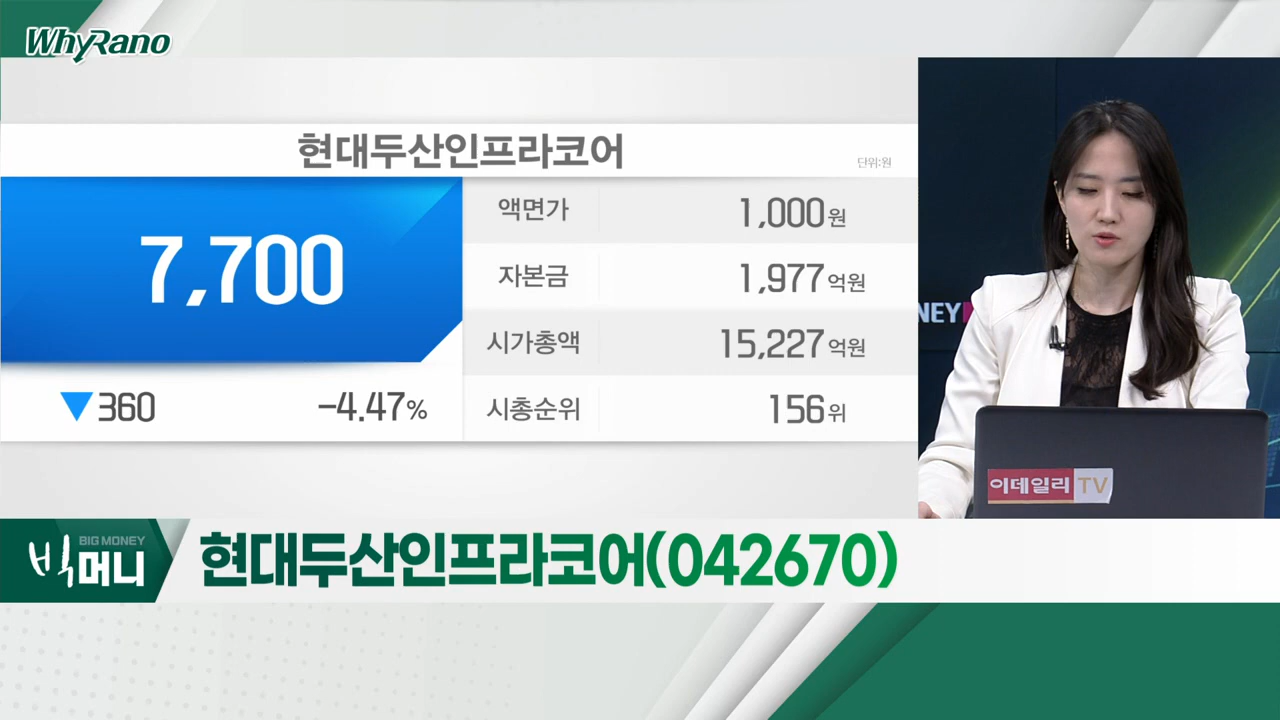 WhyRano
현대두산인프라코어
단위:원
7,700
▼360 -4.47%
액면가 1,000원
자본금 1,977억원
시가총액 15,227억원
시총순위 156위
NEY
이데일리 TV
BIG MONEY
빅머니
현대두산인프라코어(042670)